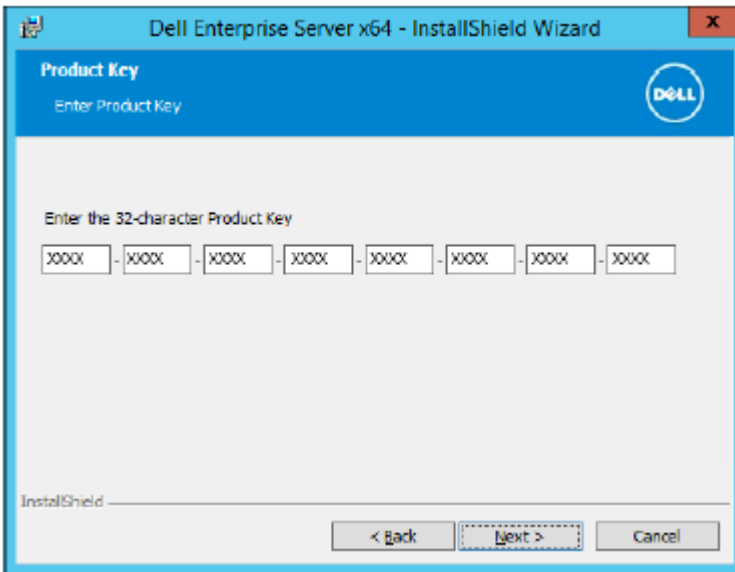 Dell Enterprise Server x64 - InstallShield Wizard
x
Product Key
Enter Product Key
DELL
Enter the 32-character Product Key
XXXX - XXXX - XXXX - XXXX - XXXX - XXXX - XXXX - XXXX
InstallShield
< Back Next > Cancel